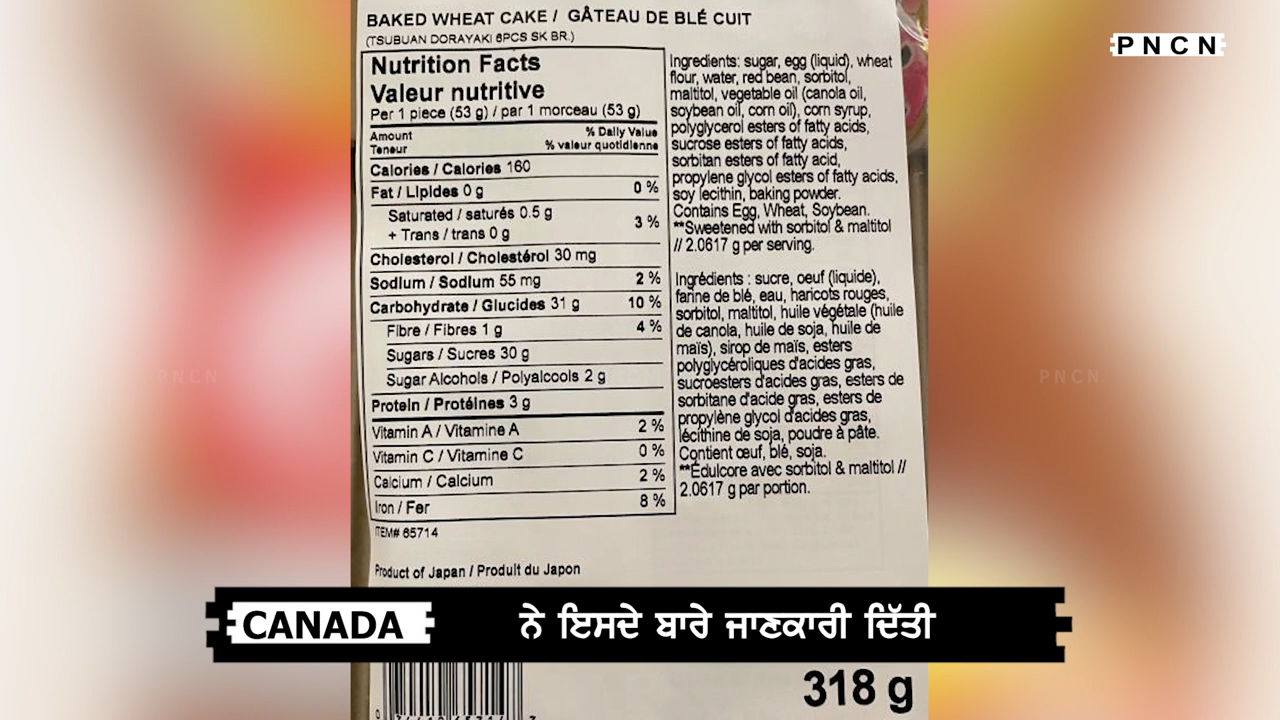 BAKED WHEAT CAKE / GÂTEAU DE BLÉ CUIT
(TSUBUAN DORAYAKI 6PCS SK BR.)
PNCN
Nutrition Facts
Valeur nutritive
Per 1 piece (53 g) / par 1 morceau (53 g)
Amount % Daily Value
Teneur % valeur quotidienne
Calories / Calories 160
Fat / Lipides 0 g 0 %
Saturated / saturés 0.5 g
+ Trans / trans 0 g 3 %
Cholesterol / Cholestérol 30 mg
Sodium / Sodium 55 mg 2 %
Carbohydrate / Glucides 31 g 10 %
Fibre / Fibres 1 g 4 %
Sugars / Sucres 30 g
Sugar Alcohols / Polyalcools 2 g
Protein / Protéines 3 g
Vitamin A / Vitamine A 2 %
Vitamin C / Vitamine C 0 %
Calcium / Calcium 2 %
Iron / Fer 8 %
ITEM# 65714
Product of Japan / Produit du Japon
Ingredients: sugar, egg (liquid), wheat
flour, water, red bean, sorbitol,
maltitol, vegetable oil (canola oil,
soybean oil, corn oil), corn syrup,
polyglycerol esters of fatty acids,
sucrose esters of fatty acids,
sorbitan esters of fatty acid,
propylene glycol esters of fatty acids,
soy lecithin, baking powder.
Contains Egg, Wheat, Soybean.
**Sweetened with sorbitol & maltitol
// 2.0617 g per serving.
Ingrédients : sucre, oeuf (liquide),
farine de blé, eau, haricots rouges,
sorbitol, maltitol, huile végétale (huile
de canola, huile de soja, huile de
maïs), sirop de maïs, esters
polyglycéroliques d'acides gras,
sucroesters d'acides gras, esters de
sorbitane d'acide gras, esters de
propylène glycol d'acides gras,
lécithine de soja, poudre à pâte.
Contient œuf, blé, soja.
**Édulcore avec sorbitol & maltitol //
2.0617 g par portion.
PNCN
PNCN
CANADA ਨੇ ਇਸਦੇ ਬਾਰੇ ਜਾਣਕਾਰੀ ਦਿੱਤੀ
318 g